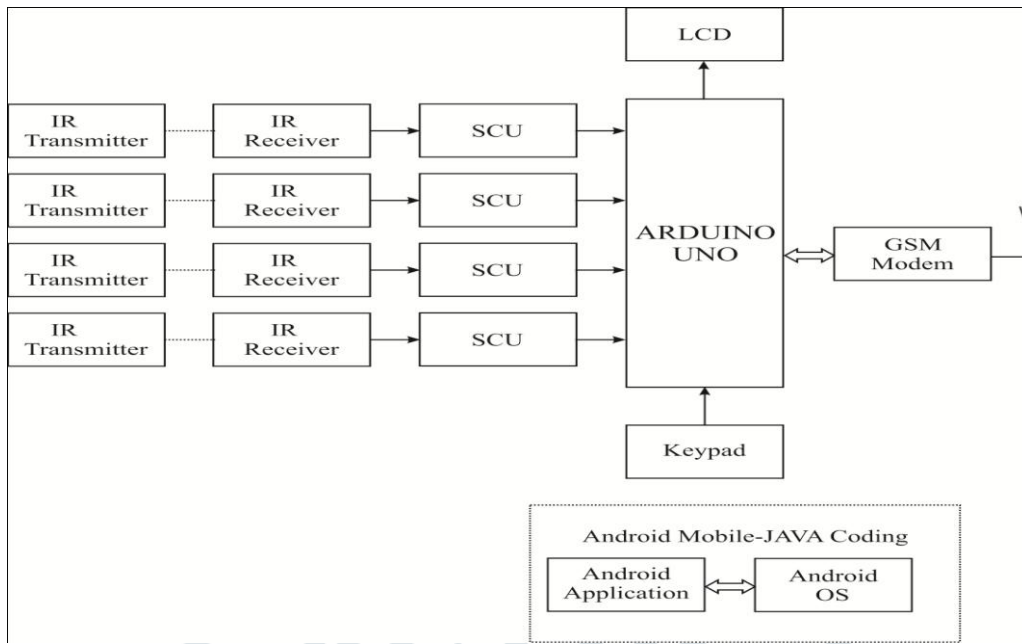 LCD
IR
Transmitter
IR
Receiver
SCU
IR
Transmitter
IR
Receiver
SCU
IR
Transmitter
IR
Receiver
SCU
IR
Transmitter
IR
Receiver
SCU
ARDUINO
UNO
GSM
Modem
Keypad
Android Mobile-JAVA Coding
Android
Application
Android
OS